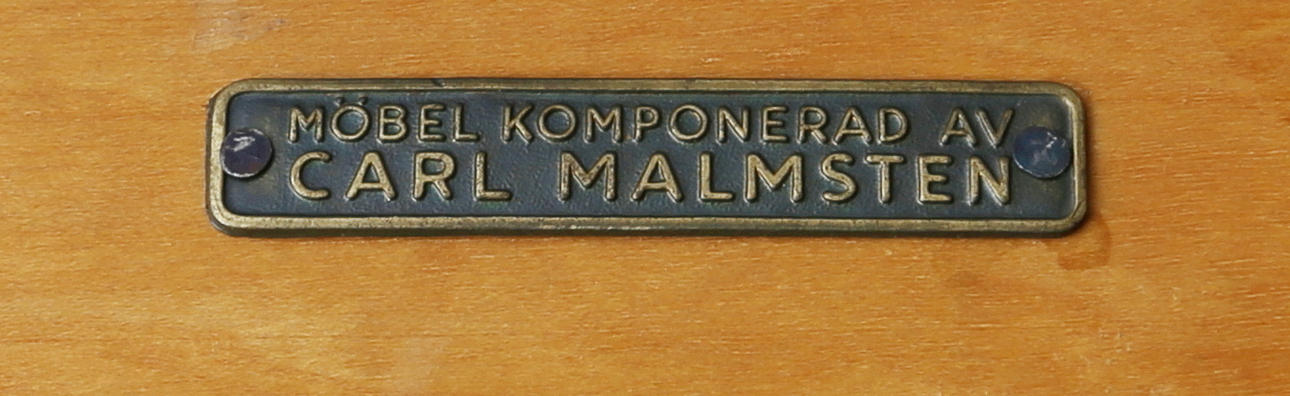 MÖBEL KOMPONERAD AV
CARL MALMSTEN